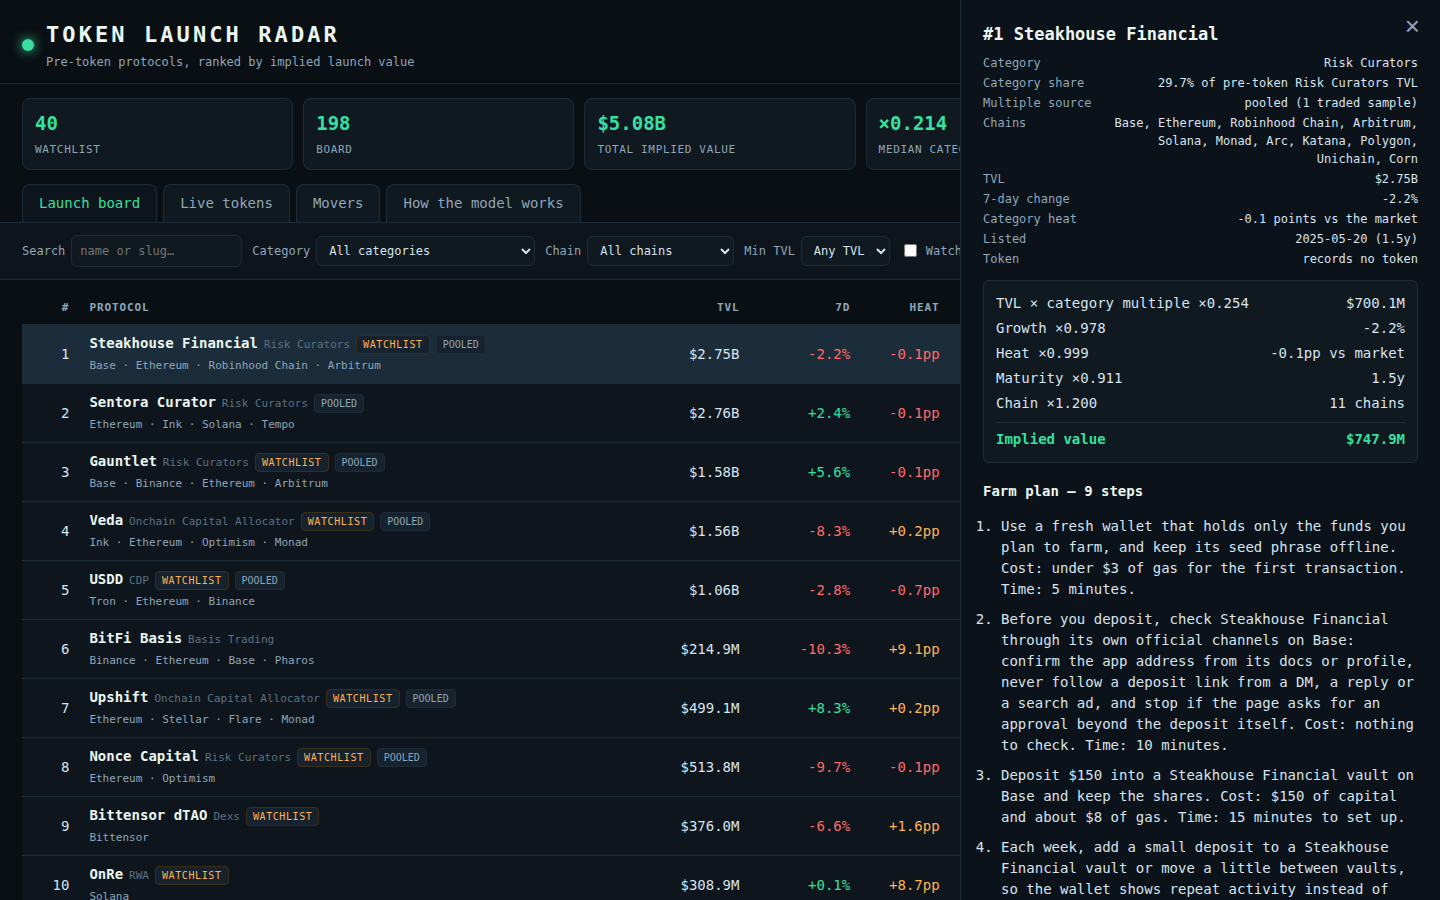 TOKEN LAUNCH RADAR
Pre-token protocols, ranked by implied launch value
40
WATCHLIST
198
BOARD
$5.08B
TOTAL IMPLIED VALUE
×0.214
MEDIAN CATEG
Launch board
Live tokens
Movers
How the model works
Search name or slug… Category All categories Chain All chains Min TVL Any TVL Watch
# PROTOCOL TVL 7D HEAT
1 Steakhouse Financial Risk Curators WATCHLIST POOLED $2.75B -2.2% -0.1pp
Base · Ethereum · Robinhood Chain · Arbitrum
2 Sentora Curator Risk Curators POOLED $2.76B +2.4% -0.1pp
Ethereum · Ink · Solana · Tempo
3 Gauntlet Risk Curators WATCHLIST POOLED $1.58B +5.6% -0.1pp
Base · Binance · Ethereum · Arbitrum
4 Veda Onchain Capital Allocator WATCHLIST POOLED $1.56B -8.3% +0.2pp
Ink · Ethereum · Optimism · Monad
5 USDD CDP WATCHLIST POOLED $1.06B -2.8% -0.7pp
Tron · Ethereum · Binance
6 BitFi Basis Basis Trading $214.9M -10.3% +9.1pp
Binance · Ethereum · Base · Pharos
7 Upshift Onchain Capital Allocator WATCHLIST POOLED $499.1M +8.3% +0.2pp
Ethereum · Stellar · Flare · Monad
8 Nonce Capital Risk Curators WATCHLIST POOLED $513.8M -9.7% -0.1pp
Ethereum · Optimism
9 Bittensor dTAO Dexs WATCHLIST $376.0M -6.6% +1.6pp
Bittensor
10 OnRe RWA WATCHLIST $308.9M +0.1% +8.7pp
Solana
#1 Steakhouse Financial ✕
Category Risk Curators
Category share 29.7% of pre-token Risk Curators TVL
Multiple source pooled (1 traded sample)
Chains Base, Ethereum, Robinhood Chain, Arbitrum,
Solana, Monad, Arc, Katana, Polygon,
Unichain, Corn
TVL $2.75B
7-day change -2.2%
Category heat -0.1 points vs the market
Listed 2025-05-20 (1.5y)
Token records no token
TVL × category multiple ×0.254 $700.1M
Growth ×0.978 -2.2%
Heat ×0.999 -0.1pp vs market
Maturity ×0.911 1.5y
Chain ×1.200 11 chains
Implied value $747.9M
Farm plan — 9 steps
1. Use a fresh wallet that holds only the funds you
plan to farm, and keep its seed phrase offline.
Cost: under $3 of gas for the first transaction.
Time: 5 minutes.
2. Before you deposit, check Steakhouse Financial
through its own official channels on Base:
confirm the app address from its docs or profile,
never follow a deposit link from a DM, a reply or
a search ad, and stop if the page asks for an
approval beyond the deposit itself. Cost: nothing
to check. Time: 10 minutes.
3. Deposit $150 into a Steakhouse Financial vault on
Base and keep the shares. Cost: $150 of capital
and about $8 of gas. Time: 15 minutes to set up.
4. Each week, add a small deposit to a Steakhouse
Financial vault or move a little between vaults,
so the wallet shows repeat activity instead of